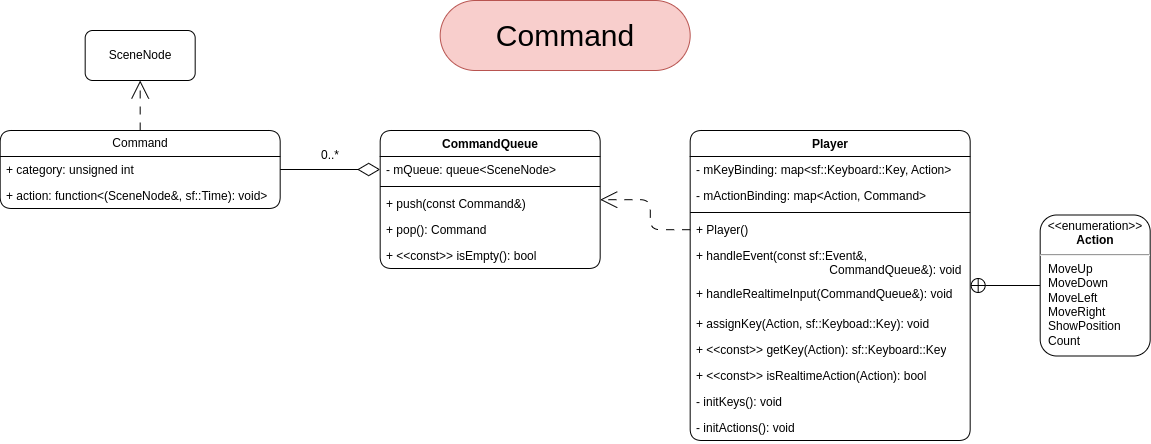 Command
SceneNode
Command
+ category: unsigned int
+ action: function<(SceneNode&, sf::Time): void>
0..*
CommandQueue
- mQueue: queue<SceneNode>
+ push(const Command&)
+ pop(): Command
+ <<const>> isEmpty(): bool
Player
- mKeyBinding: map<sf::Keyboard::Key, Action>
- mActionBinding: map<Action, Command>
+ Player()
+ handleEvent(const sf::Event&,
CommandQueue&): void
+ handleRealtimeInput(CommandQueue&): void
+ assignKey(Action, sf::Keyboad::Key): void
+ <<const>> getKey(Action): sf::Keyboard::Key
+ <<const>> isRealtimeAction(Action): bool
- initKeys(): void
- initActions(): void
<<enumeration>>
Action
MoveUp
MoveDown
MoveLeft
MoveRight
ShowPosition
Count